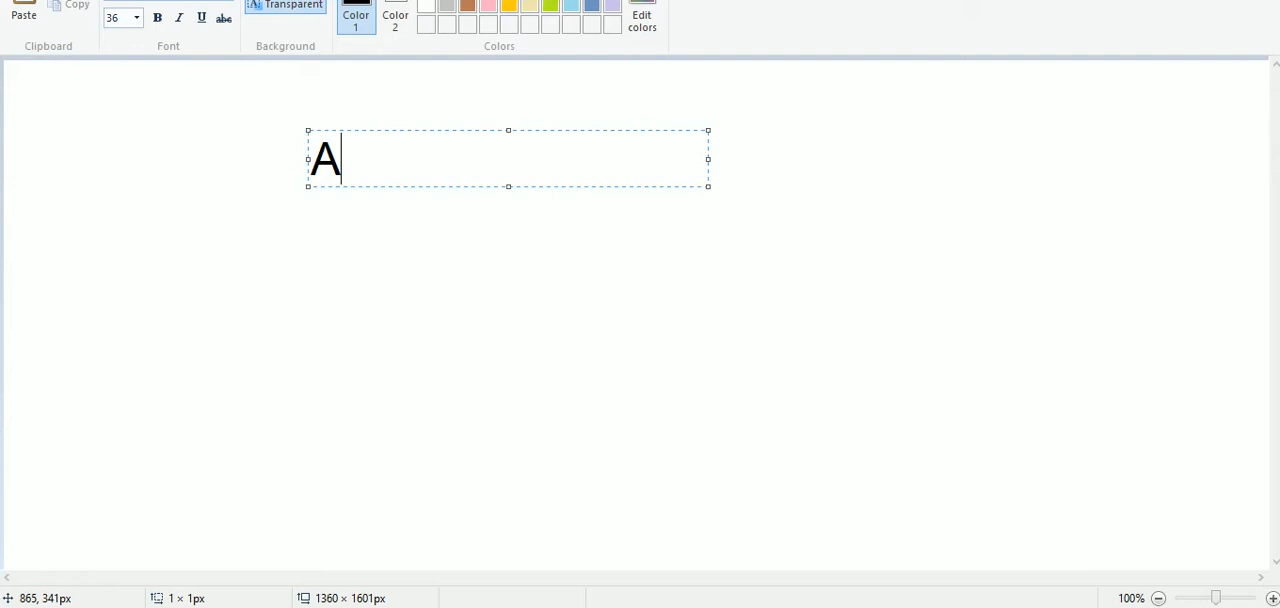 Paste
Copy
36
B I U abc
Transparent
Color 1
Color 2
Edit colors
Clipboard
Font
Background
Colors
A
865, 341px
1 × 1px
1360 × 1601px
100%